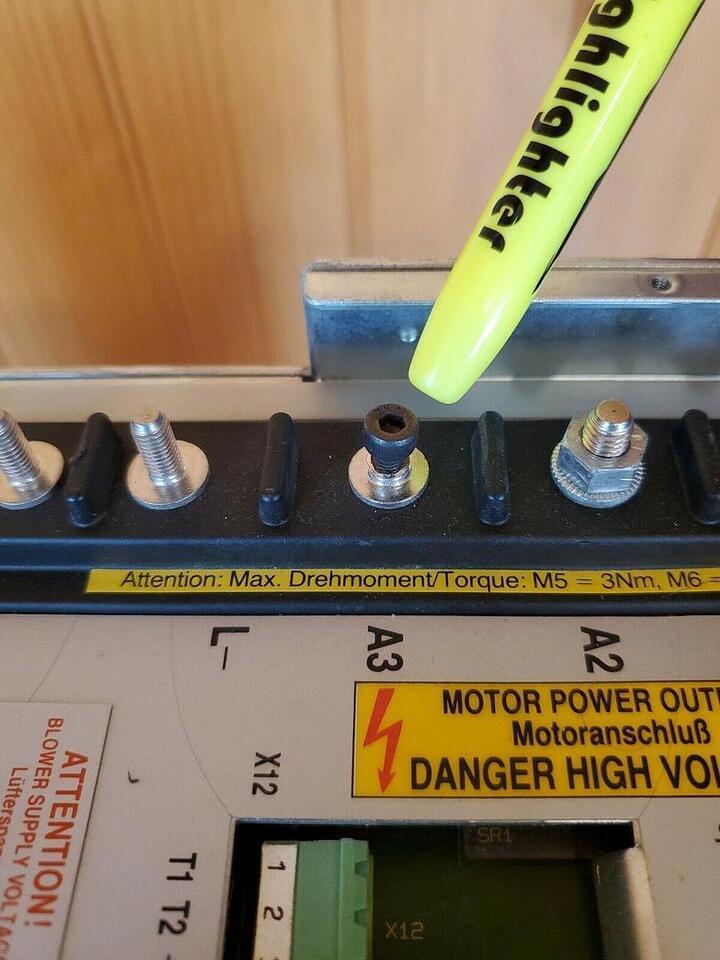 ghlighter
Attention: Max. Drehmoment/Torque: M5 = 3Nm, M6 =
L-
A3
A2
MOTOR POWER OUT
Motoranschluß
DANGER HIGH VOL
X12
ATTENTION!
BLOWER SUPPLY VOLTAG
Lüfterspan
T1 T2 -
SR1
1
2
X12